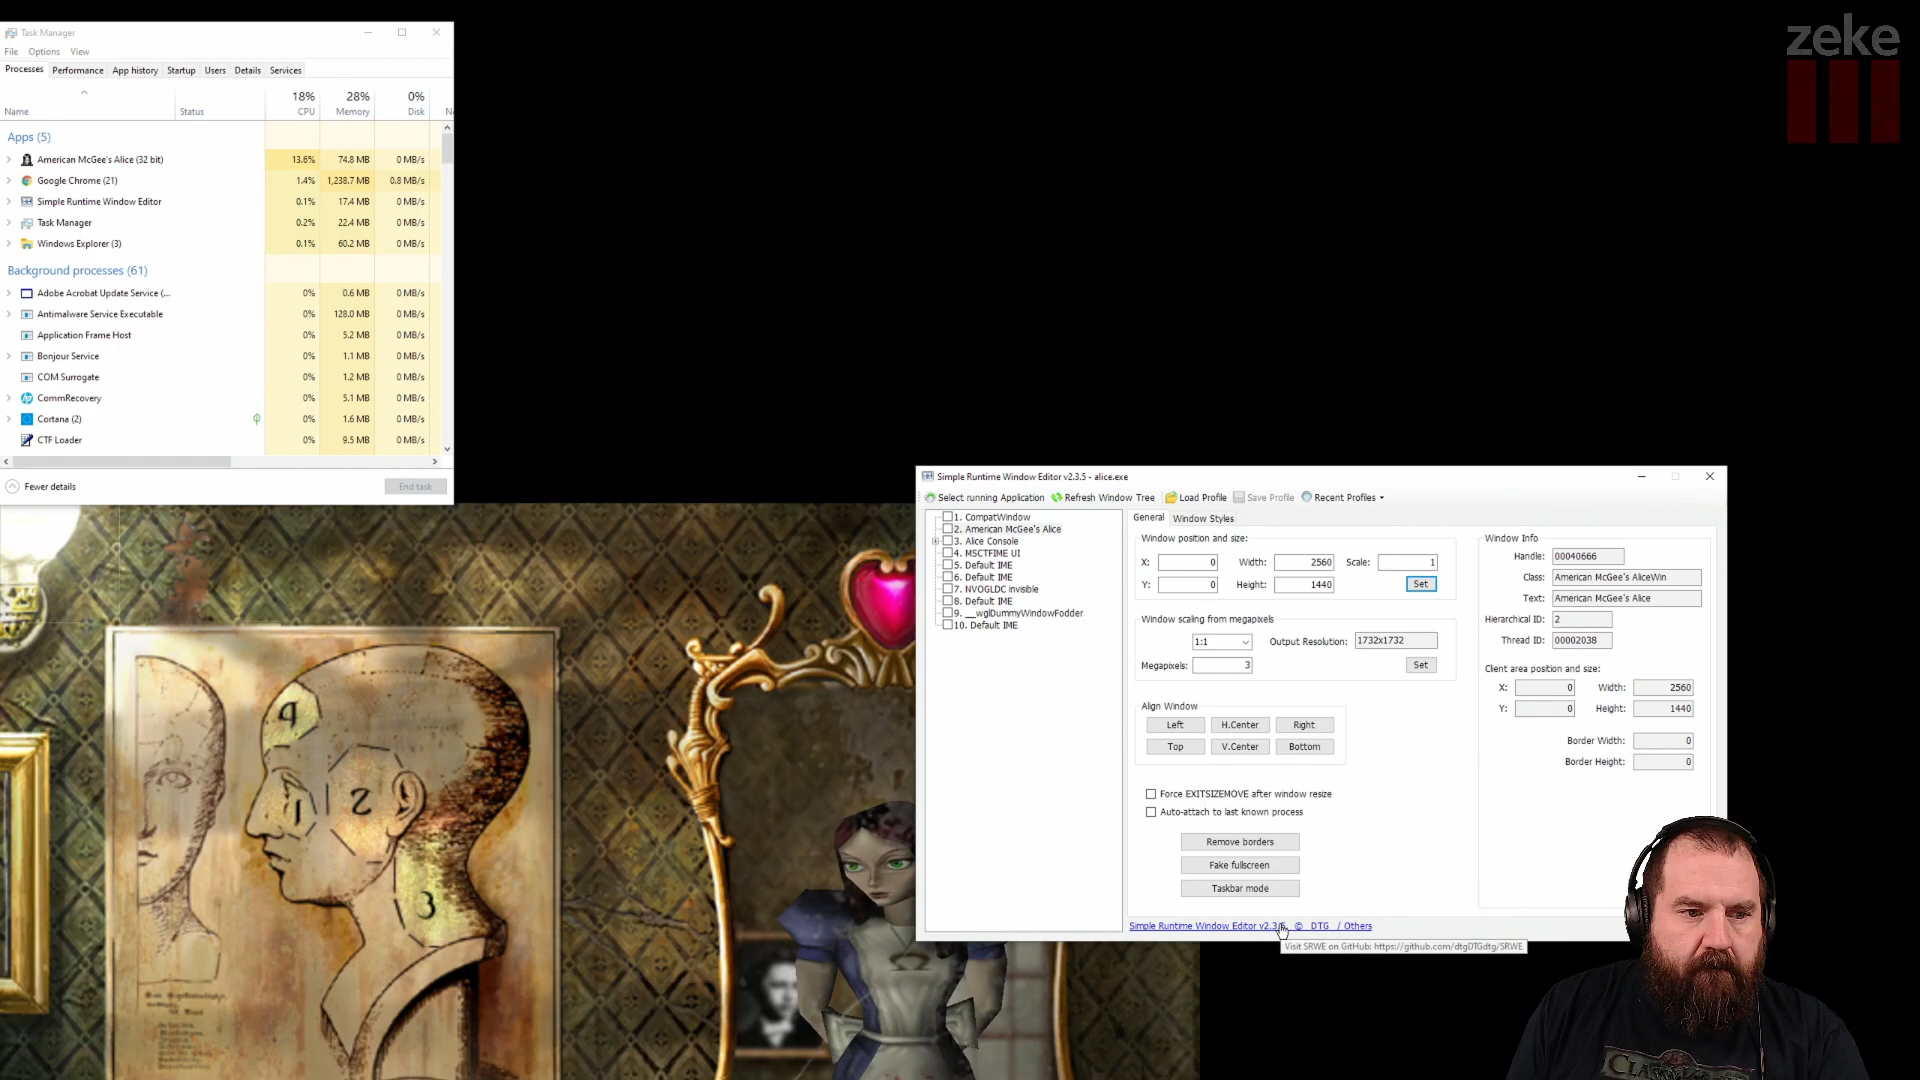 zeke
Task Manager
File Options View
Processes Performance App history Startup Users Details Services
18% 28% 0%
Name Status CPU Memory Disk
Apps (5)
American McGee's Alice (32 bit) 13.6% 74.8 MB 0 MB/s
Google Chrome (21) 1.4% 1,238.7 MB 0.8 MB/s
Simple Runtime Window Editor 0.1% 17.4 MB 0 MB/s
Task Manager 0.2% 22.4 MB 0 MB/s
Windows Explorer (3) 0.1% 60.2 MB 0 MB/s
Background processes (61)
Adobe Acrobat Update Service (... 0% 0.6 MB 0 MB/s
Antimalware Service Executable 0% 128.0 MB 0 MB/s
Application Frame Host 0% 5.2 MB 0 MB/s
Bonjour Service 0% 1.1 MB 0 MB/s
COM Surrogate 0% 1.2 MB 0 MB/s
CommRecovery 0% 5.1 MB 0 MB/s
Cortana (2) 0% 1.6 MB 0 MB/s
CTF Loader 0% 9.5 MB 0 MB/s
Fewer details End task
Simple Runtime Window Editor v2.3.5 - alice.exe
Select running Application Refresh Window Tree Load Profile Save Profile Recent Profiles
1. CompatWindow
2. American McGee's Alice
3. Alice Console
4. MSCTFIME UI
5. Default IME
6. Default IME
7. NVOGLDC invisible
8. Default IME
9. __wglDummyWindowFodder
10. Default IME
General Window Styles
Window position and size:
X: 0 Width: 2560 Scale: 1
Y: 0 Height: 1440 Set
Window scaling from megapixels
1:1 Output Resolution: 1732x1732
Megapixels: 3 Set
Align Window
Left H.Center Right
Top V.Center Bottom
Force EXITSIZEMOVE after window resize
Auto-attach to last known process
Remove borders
Fake fullscreen
Taskbar mode
Window Info
Handle: 00040666
Class: American McGee's AliceWin
Text: American McGee's Alice
Hierarchical ID: 2
Thread ID: 00002038
Client area position and size:
X: 0 Width: 2560
Y: 0 Height: 1440
Border Width: 0
Border Height: 0
Simple Runtime Window Editor v2.3.5 © DTG / Others
Visit SRWE on GitHub: https://github.com/dtgDTGdtg/SRWE
4
1
2
3